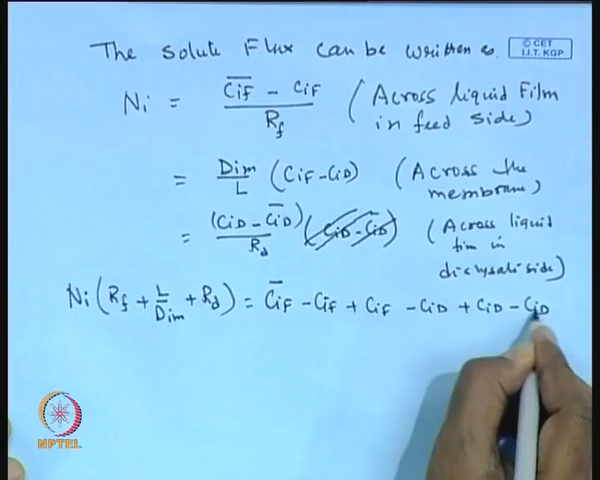 The solute Flux can be written as.
© CET
I.I.T. KGP
Ni = (C̅iF - CiF) / Rf (Across liquid Film
in feed side)
= Dim/L (CiF - CiD) (Across the
membrane)
= (CiD - C̅iD) / Rd (CiD - C̅iD) (Across liquid
film in
dialysate side)
Ni (Rf + L/Dim + Rd) = C̅iF - CiF + CiF - CiD + CiD - CiD
NPTEL